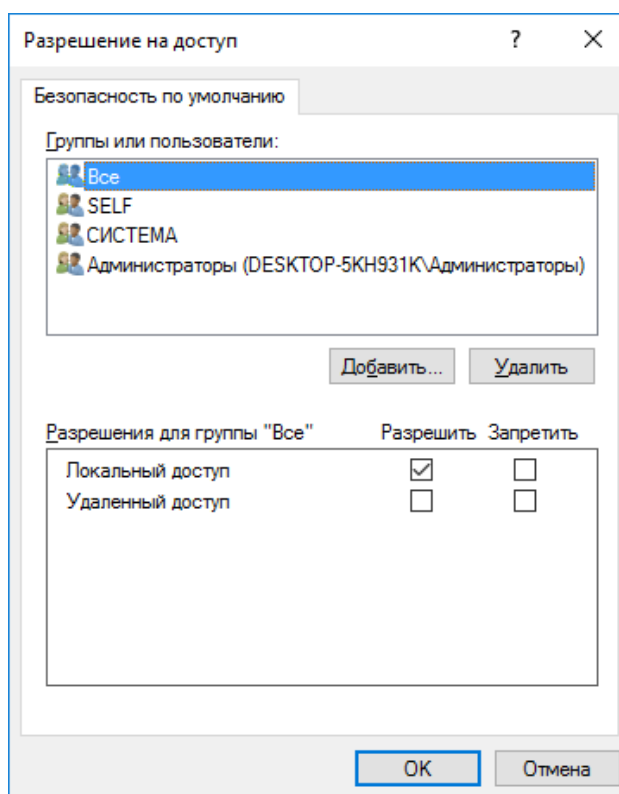 Разрешение на доступ ?
Безопасность по умолчанию
Группы или пользователи:
Все
SELF
СИСТЕМА
Администраторы (DESKTOP-5KH931K\Администраторы)
Добавить... Удалить
Разрешения для группы "Все" Разрешить Запретить
Локальный доступ
Удаленный доступ
OK Отмена